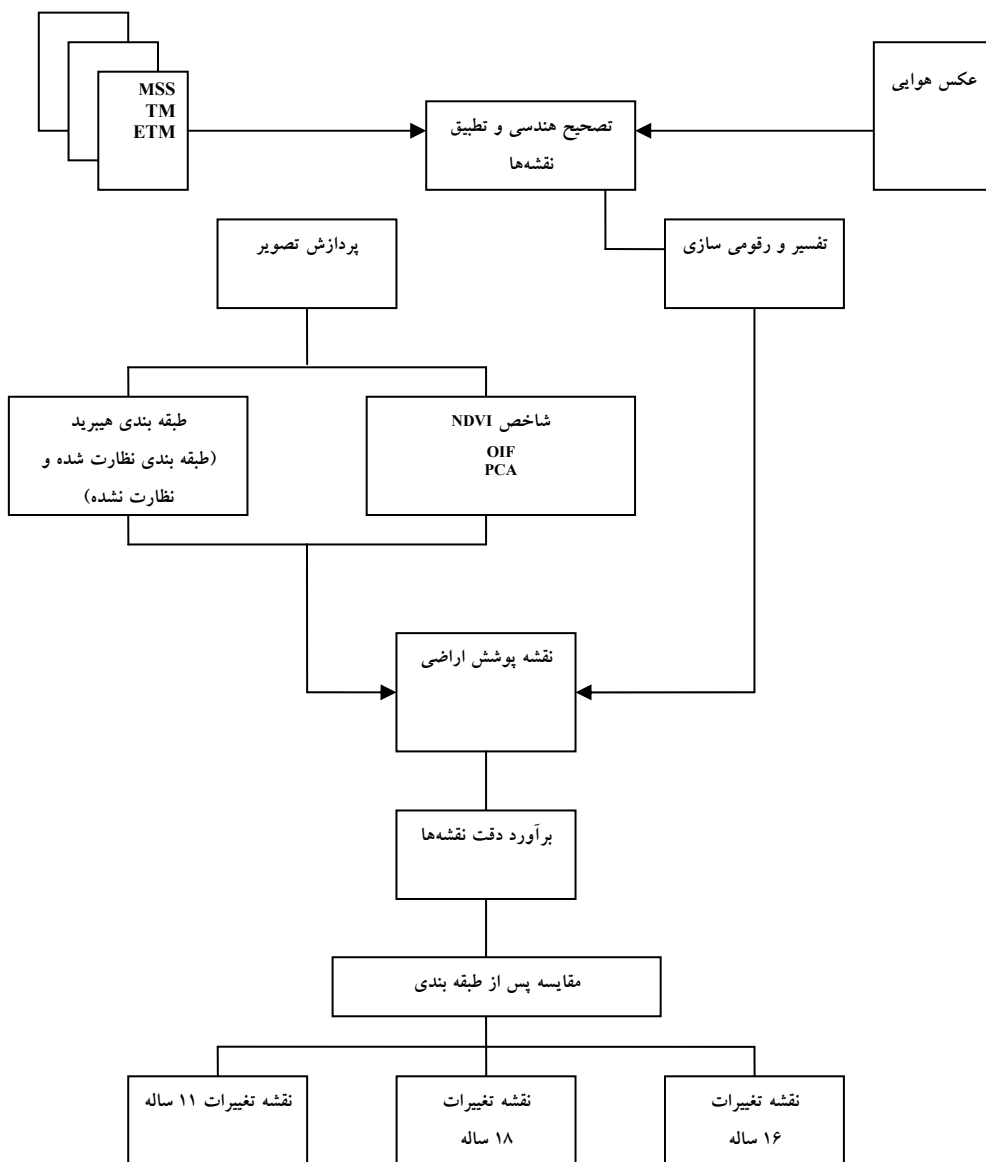 MSS
TM
ETM
تصحیح هندسی و تطبیق
نقشه‌ها
عکس هوایی
پردازش تصویر
تفسیر و رقومی سازی
طبقه بندی هیبرید
(طبقه بندی نظارت شده و
نظارت نشده)
شاخص NDVI
OIF
PCA
نقشه پوشش اراضی
برآورد دقت نقشه‌ها
مقایسه پس از طبقه بندی
نقشه تغییرات ۱۱ ساله
نقشه تغییرات
۱۸ ساله
نقشه تغییرات
۱۶ ساله